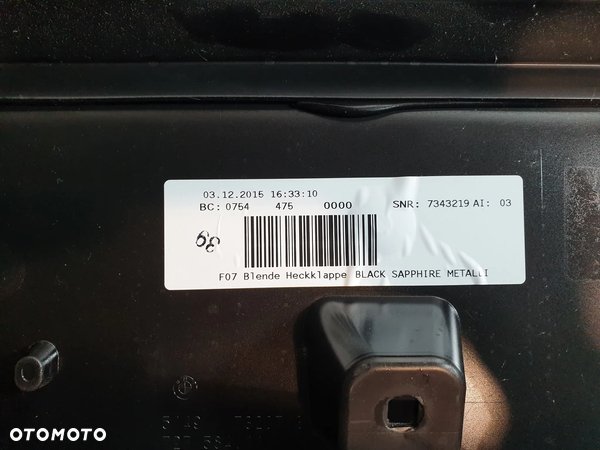 03.12.2015 16:33:10
BC: 0754 475 0000 SNR: 7343219 AI: 03
68
F07 Blende Heckklappe BLACK SAPPHIRE METALLI
OTOMOTO